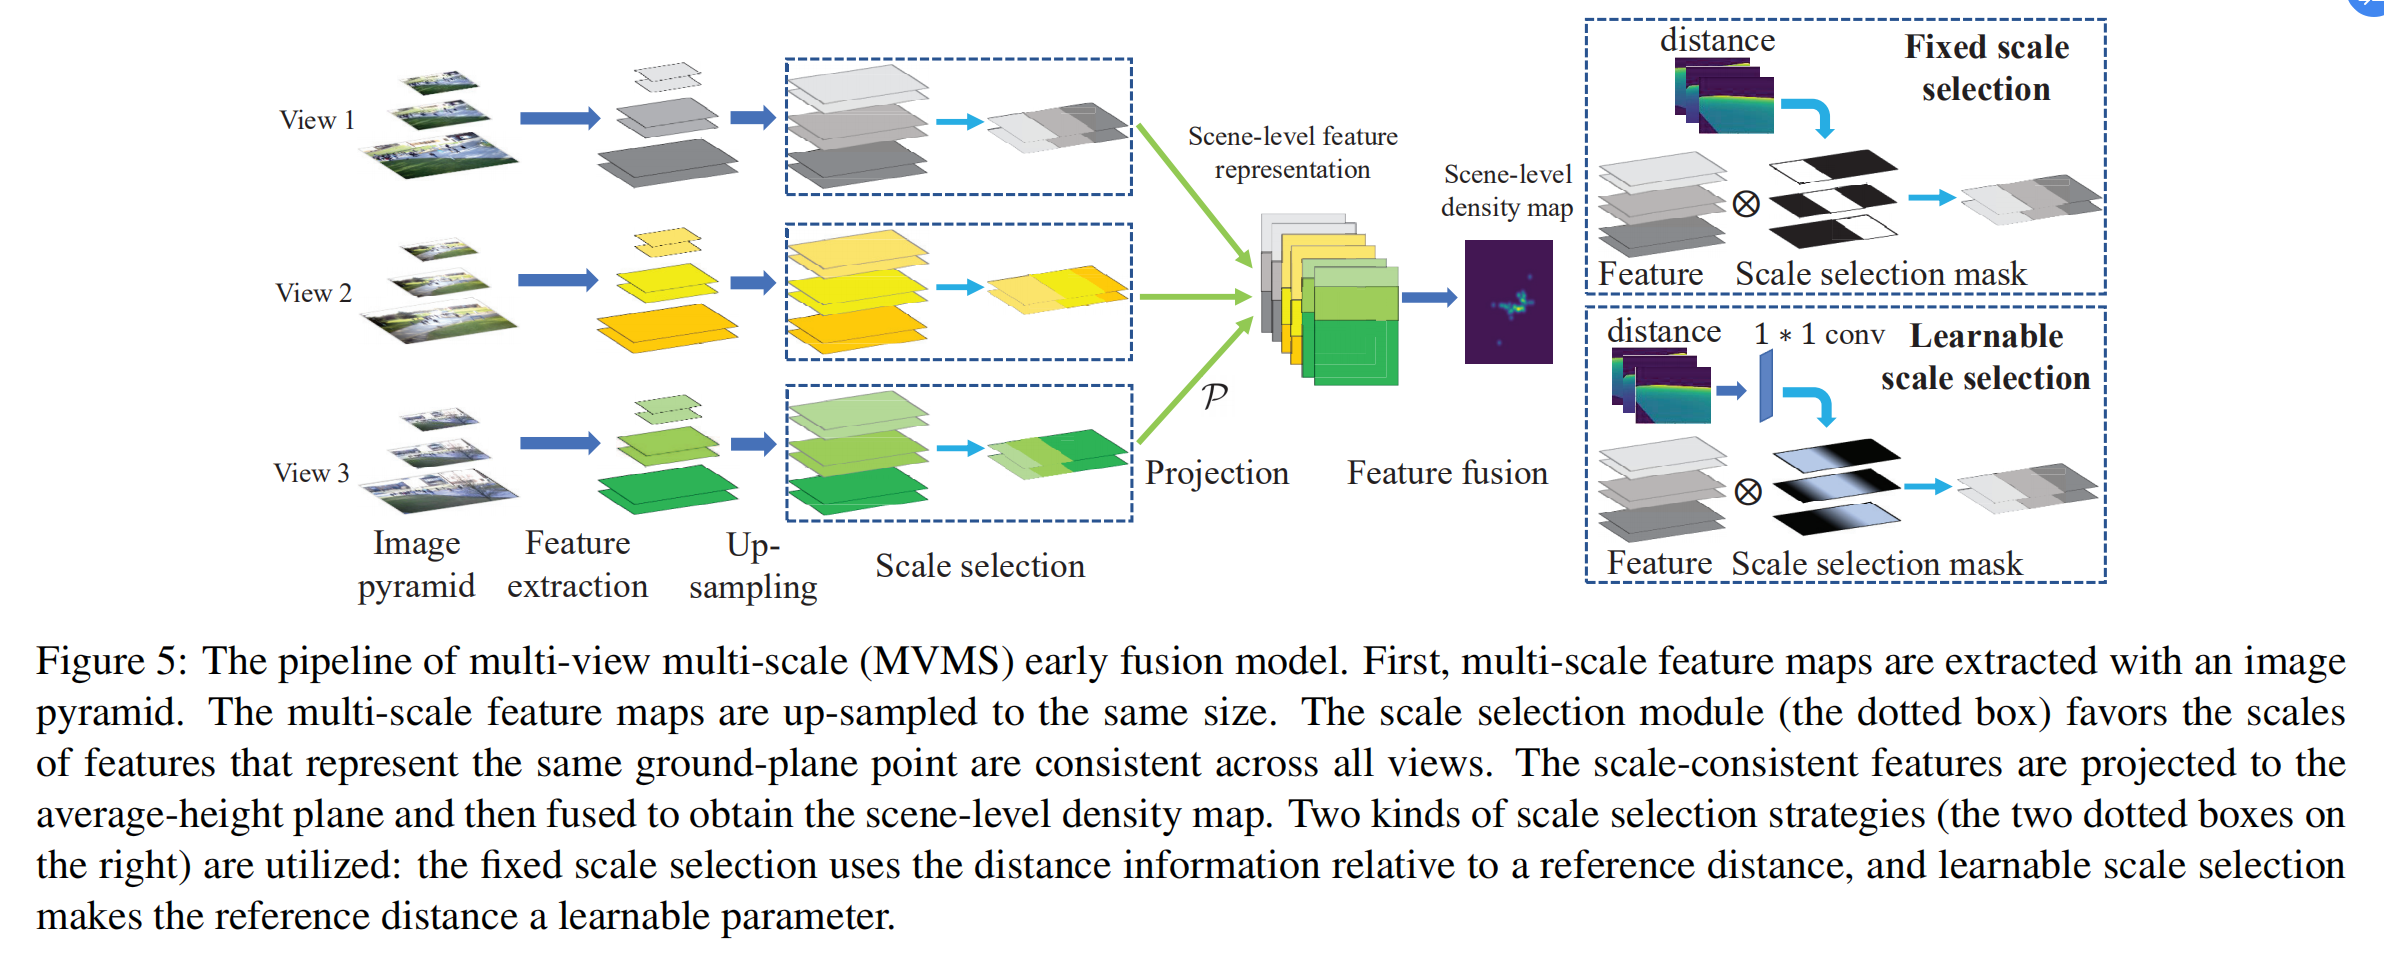 View 1
View 2
View 3
Image
pyramid
Feature
extraction
Up-
sampling
Scale selection
Scene-level feature
representation
Scene-level
density map
𝒫
Projection
Feature fusion
distance
Fixed scale
selection
⊗
Feature
Scale selection mask
distance
1 * 1 conv
Learnable
scale selection
⊗
Feature
Scale selection mask
Figure 5: The pipeline of multi-view multi-scale (MVMS) early fusion model. First, multi-scale feature maps are extracted with an image
pyramid. The multi-scale feature maps are up-sampled to the same size. The scale selection module (the dotted box) favors the scales
of features that represent the same ground-plane point are consistent across all views. The scale-consistent features are projected to the
average-height plane and then fused to obtain the scene-level density map. Two kinds of scale selection strategies (the two dotted boxes on
the right) are utilized: the fixed scale selection uses the distance information relative to a reference distance, and learnable scale selection
makes the reference distance a learnable parameter.